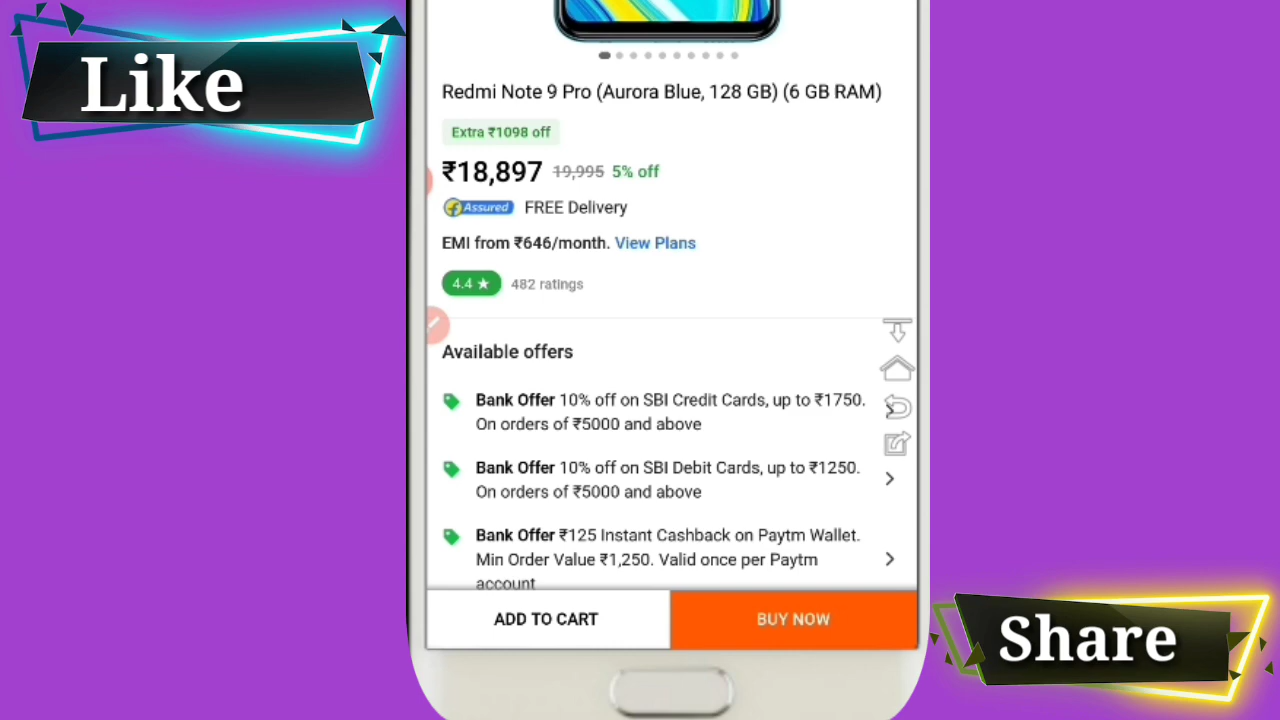 Like
Redmi Note 9 Pro (Aurora Blue, 128 GB) (6 GB RAM)
Extra ₹1098 off
₹18,897 19,995 5% off
Assured FREE Delivery
EMI from ₹646/month. View Plans
4.4 ★ 482 ratings
Available offers
Bank Offer 10% off on SBI Credit Cards, up to ₹1750.
On orders of ₹5000 and above
Bank Offer 10% off on SBI Debit Cards, up to ₹1250.
On orders of ₹5000 and above
Bank Offer ₹125 Instant Cashback on Paytm Wallet.
Min Order Value ₹1,250. Valid once per Paytm
account
ADD TO CART BUY NOW
Share